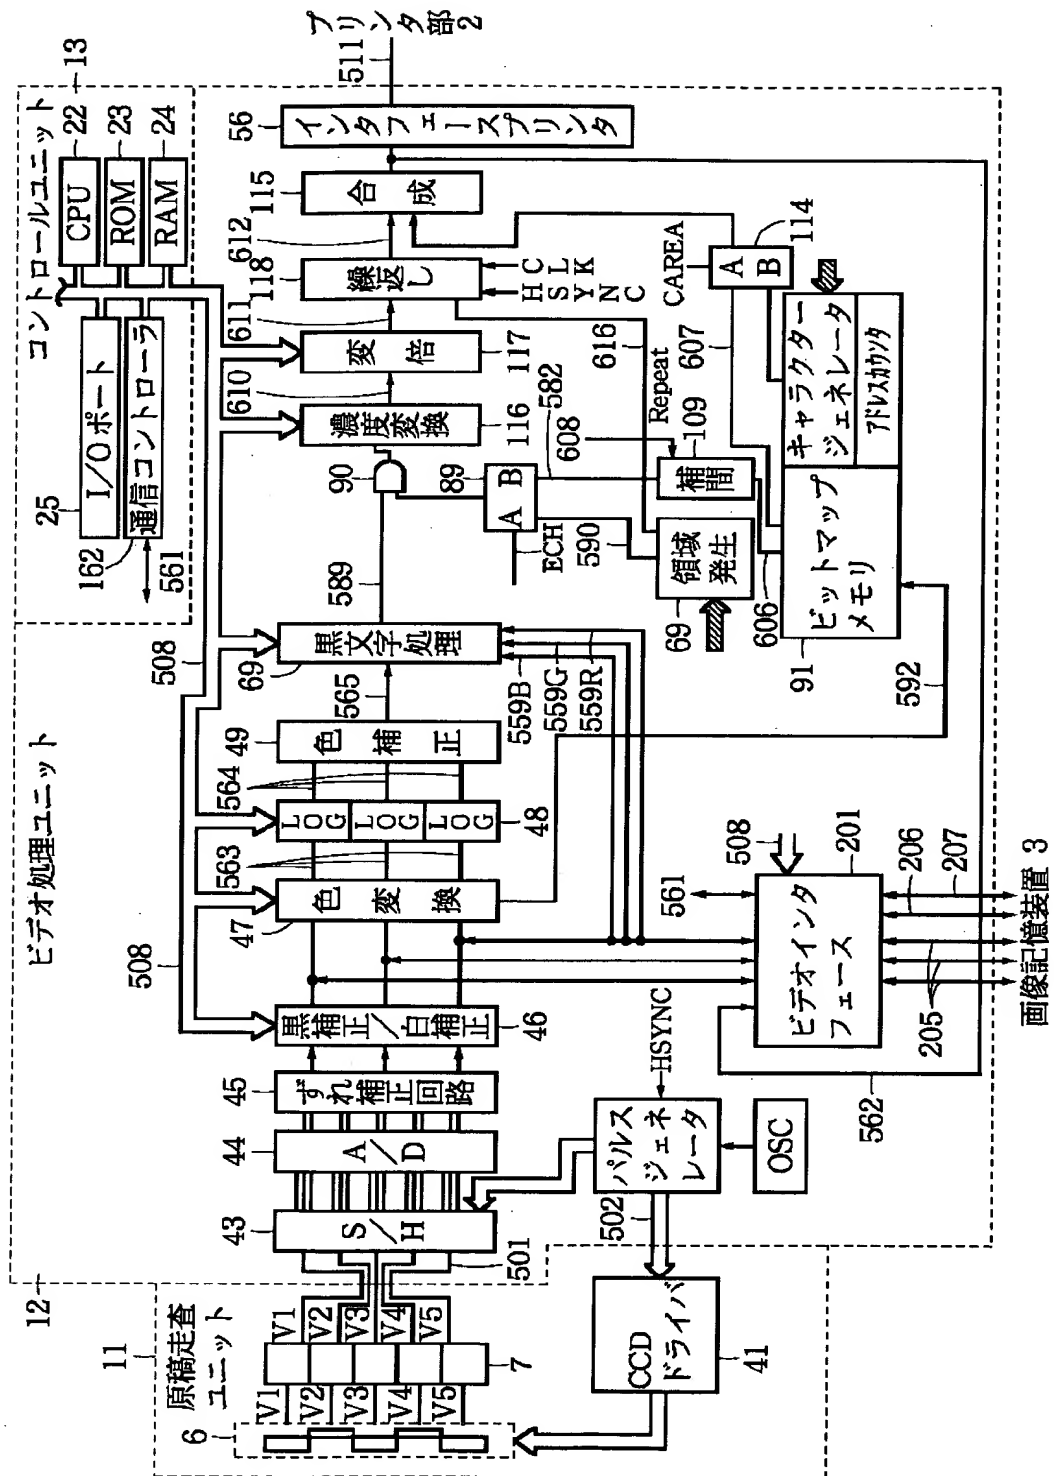 プリンタ部2
511
コントロールユニット
13
CPU
22
ROM
23
RAM
24
25
I/Oポート
162
通信コントローラ
561
56
インタフェースプリンタ
115
合成
612
118
繰返し
CLK
HSYNC
611
変倍
117
610
濃度変換
116
616
CAREA
A
B
114
607
キャラクター
ジェネレータ
アドレスカウンタ
Repeat
608
582
補間
109
90
89
A
B
ECH
590
領域
発生
69
606
ビットマップ
メモリ
91
592
589
黒文字処理
69
565
559B
559G
559R
508
ビデオ処理ユニット
色補正
49
564
LOG
LOG
LOG
48
563
色変換
47
508
黒補正/白補正
46
ずれ補正回路
45
A/D
44
S/H
43
501
561
508
ビデオインタ
フェース
201
206
207
205
画像記憶装置 3
562
HSYNC
パルス
ジェネ
レータ
OSC
502
12
11
原稿走査
ユニット
V1
V2
V3
V4
V5
V1
V2
V3
V4
V5
7
6
CCD
ドライバ
41